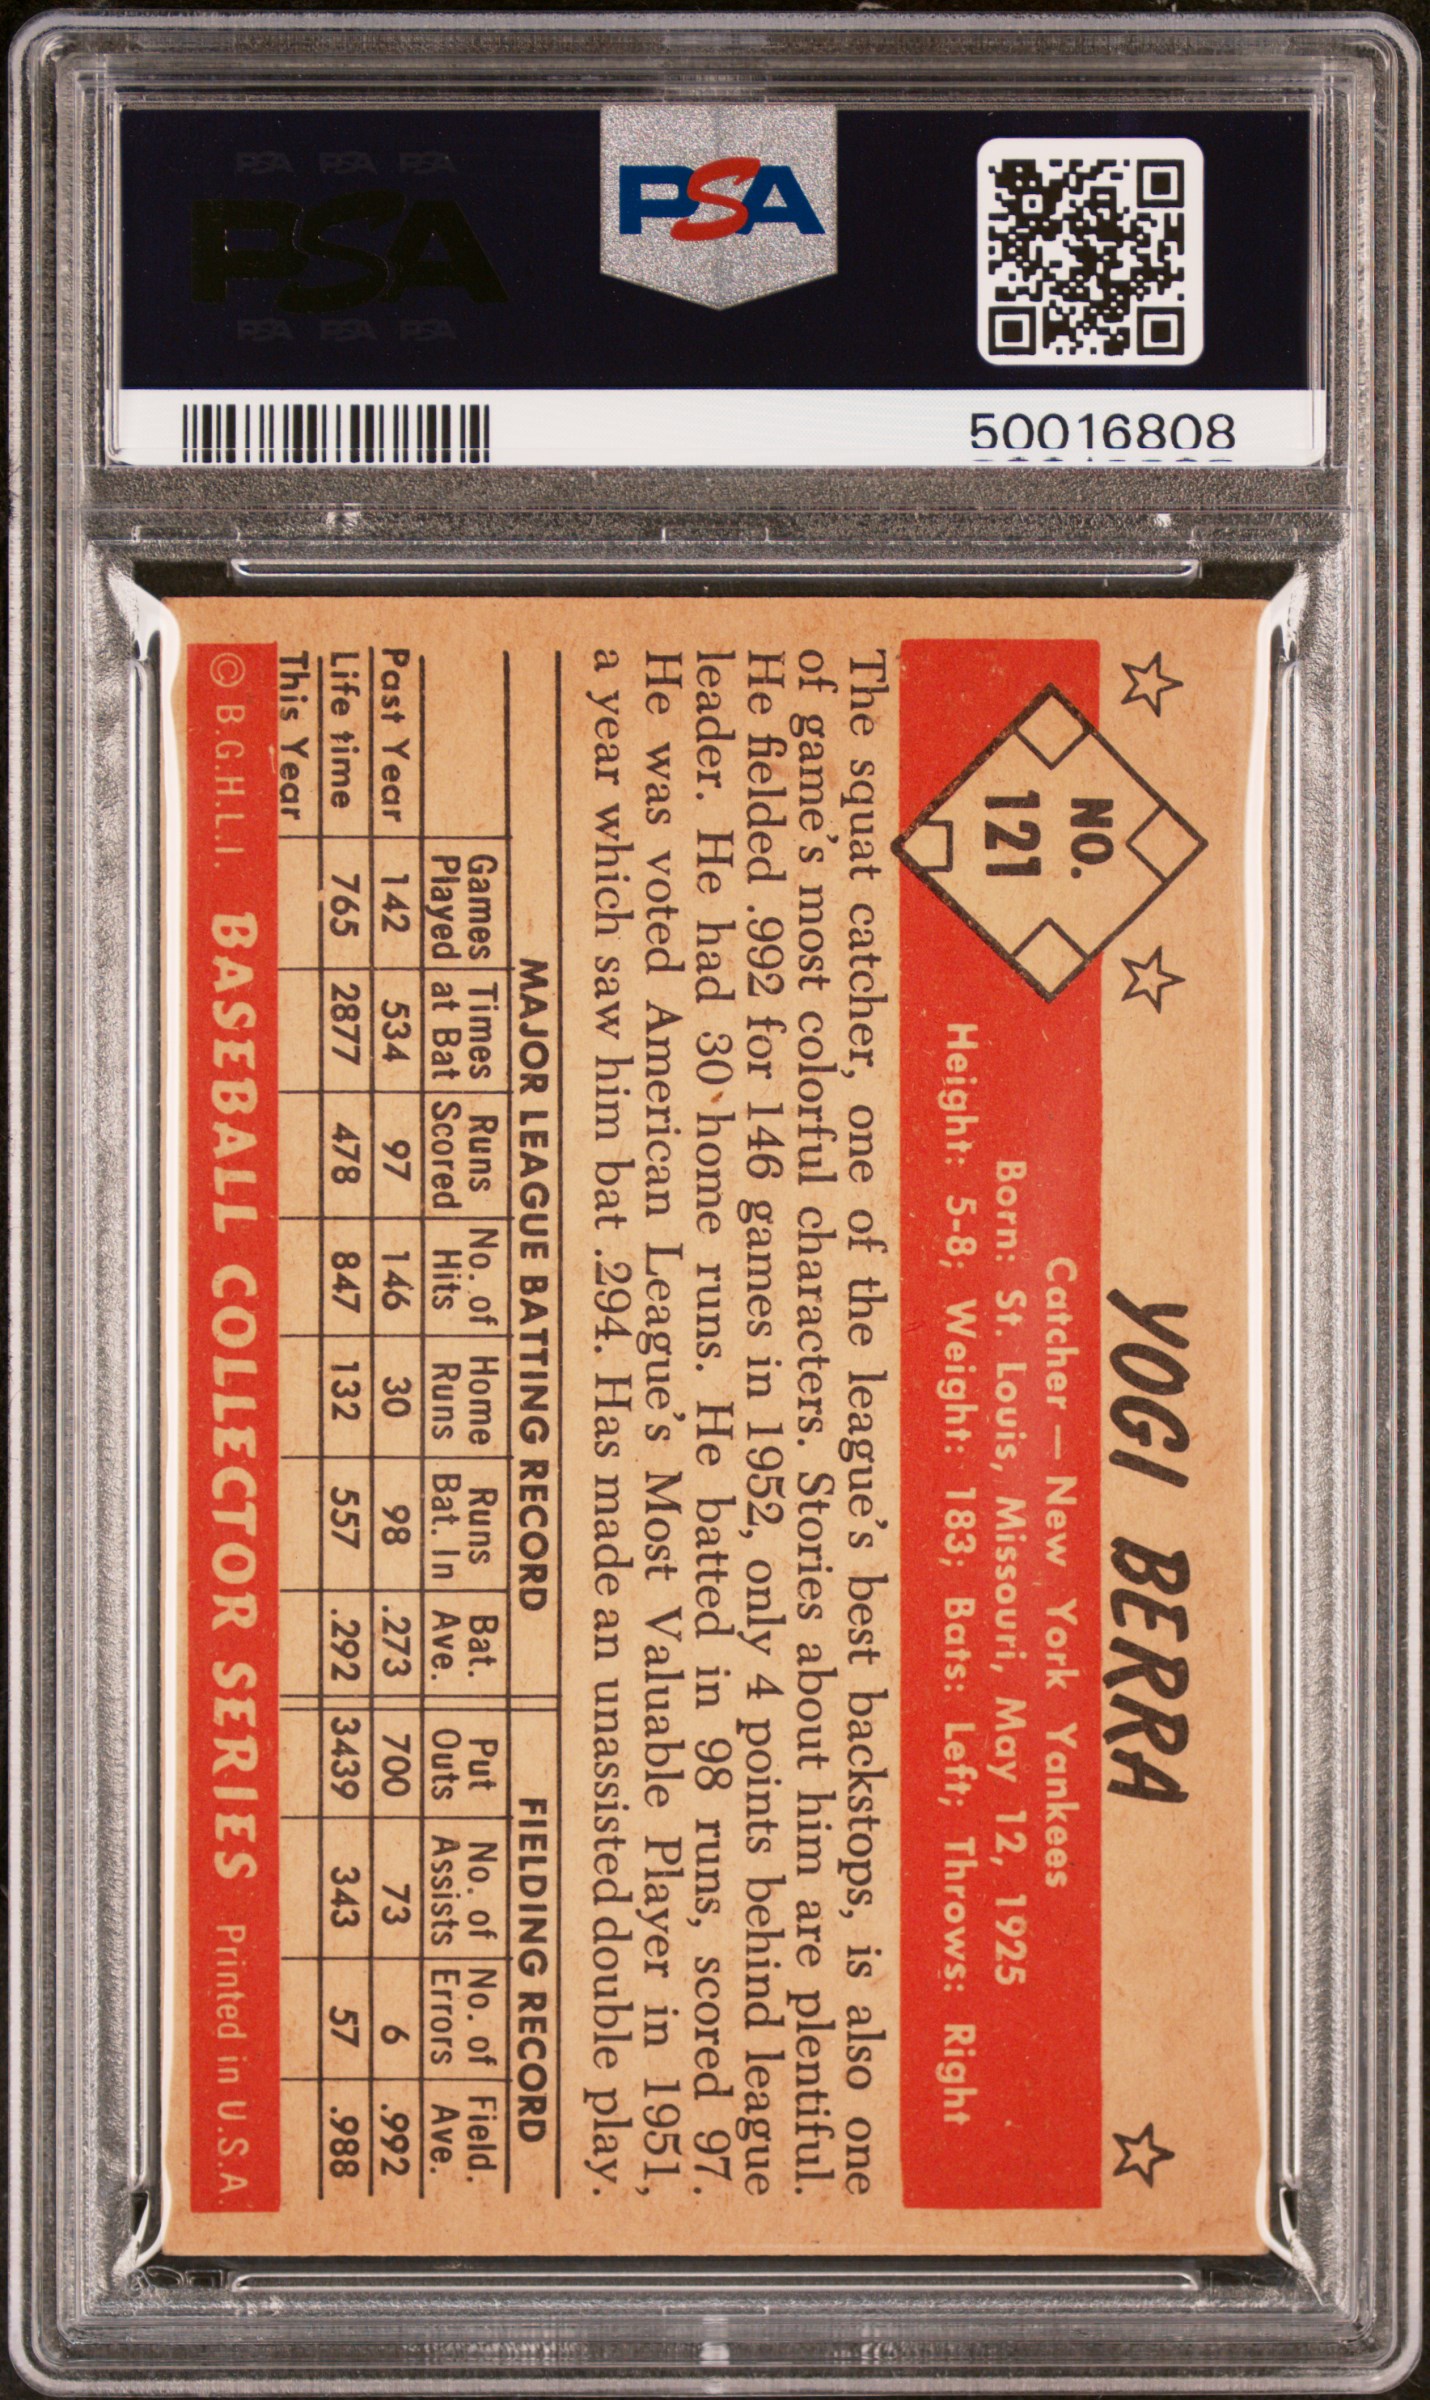 PSA PSA PSA
PSA
PSA PSA PSA
PSA
50016808
YOGI BERRA
NO.
121
Catcher — New York Yankees
Born: St. Louis, Missouri, May 12, 1925
Height: 5-8; Weight: 183; Bats: Left; Throws: Right
The squat catcher, one of the league's best backstops, is also one
of game's most colorful characters. Stories about him are plentiful.
He fielded .992 for 146 games in 1952, only 4 points behind league
leader. He had 30 home runs. He batted in 98 runs, scored 97.
He was voted American League's Most Valuable Player in 1951,
a year which saw him bat .294. Has made an unassisted double play.
MAJOR LEAGUE BATTING RECORD FIELDING RECORD
Games Times Runs No. of Home Runs Bat. Put No. of No. of Field.
Played at Bat Scored Hits Runs Bat. In Ave. Outs Assists Errors Ave.
Past Year 142 534 97 146 30 98 .273 700 73 6 .992
Life time 765 2877 478 847 132 557 .292 3439 343 57 .988
This Year
© B.G.H.L.I. BASEBALL COLLECTOR SERIES Printed in U.S.A.